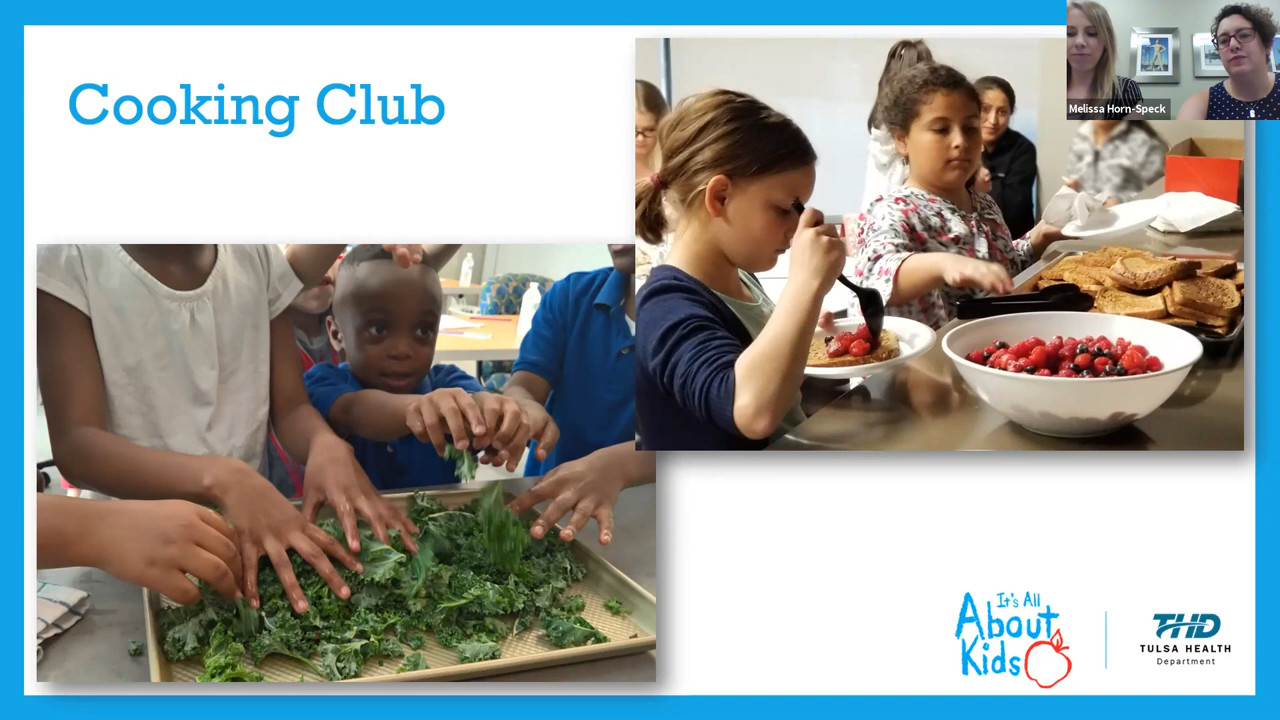 Cooking Club
Melissa Horn-Speck
It's All
About
Kids
THD
TULSA HEALTH
Department